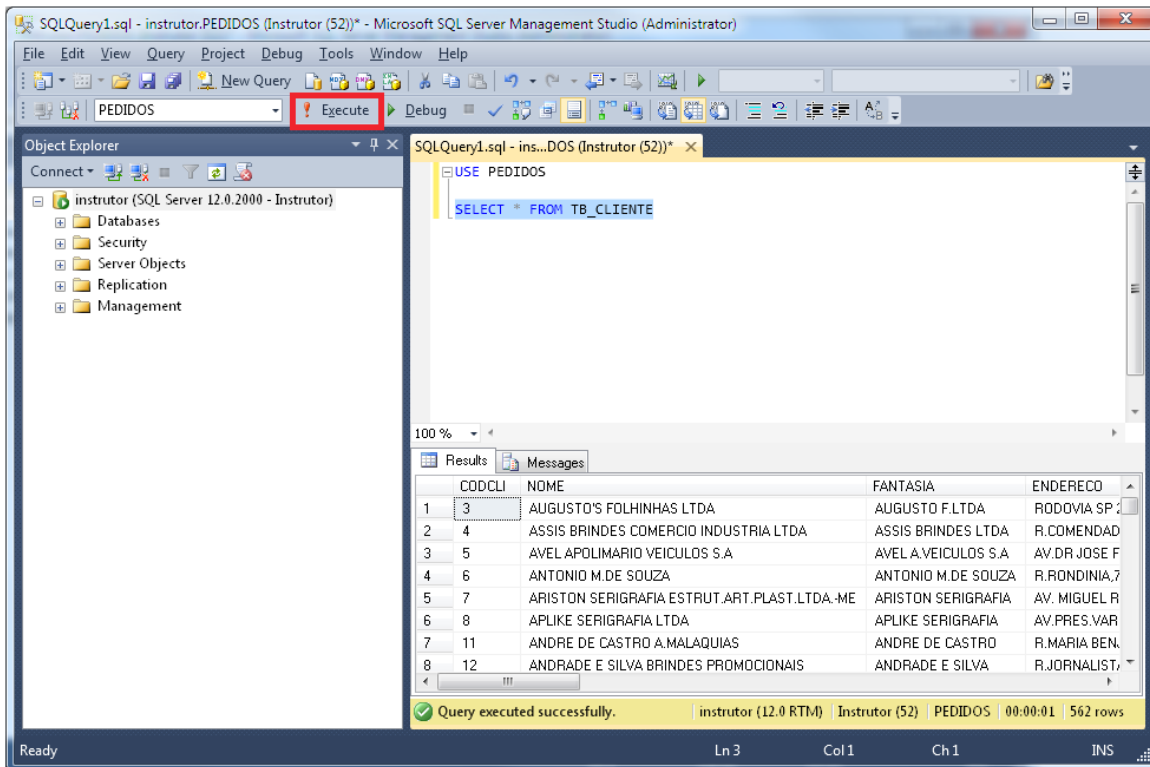 SQLQuery1.sql - instrutor.PEDIDOS (Instrutor (52))* - Microsoft SQL Server Management Studio (Administrator)
File Edit View Query Project Debug Tools Window Help
New Query
PEDIDOS Execute Debug
Object Explorer
Connect
instrutor (SQL Server 12.0.2000 - Instrutor)
Databases
Security
Server Objects
Replication
Management
SQLQuery1.sql - ins...DOS (Instrutor (52))*
USE PEDIDOS
SELECT * FROM TB_CLIENTE
100 %
Results Messages
CODCLI NOME FANTASIA ENDERECO
1 3 AUGUSTO'S FOLHINHAS LTDA AUGUSTO F.LTDA RODOVIA SP
2 4 ASSIS BRINDES COMERCIO INDUSTRIA LTDA ASSIS BRINDES LTDA R.COMENDAD
3 5 AVEL APOLIMARIO VEICULOS S.A AVEL A.VEICULOS S.A AV.DR JOSE F
4 6 ANTONIO M.DE SOUZA ANTONIO M.DE SOUZA R.RONDINIA,7
5 7 ARISTON SERIGRAFIA ESTRUT.ART.PLAST.LTDA.-ME ARISTON SERIGRAFIA AV. MIGUEL R
6 8 APLIKE SERIGRAFIA LTDA APLIKE SERIGRAFIA AV.PRES.VAR
7 11 ANDRE DE CASTRO A.MALAQUIAS ANDRE DE CASTRO R.MARIA BEN
8 12 ANDRADE E SILVA BRINDES PROMOCIONAIS ANDRADE E SILVA R.JORNALIST
Query executed successfully. instrutor (12.0 RTM) Instrutor (52) PEDIDOS 00:00:01 562 rows
Ready Ln 3 Col 1 Ch 1 INS